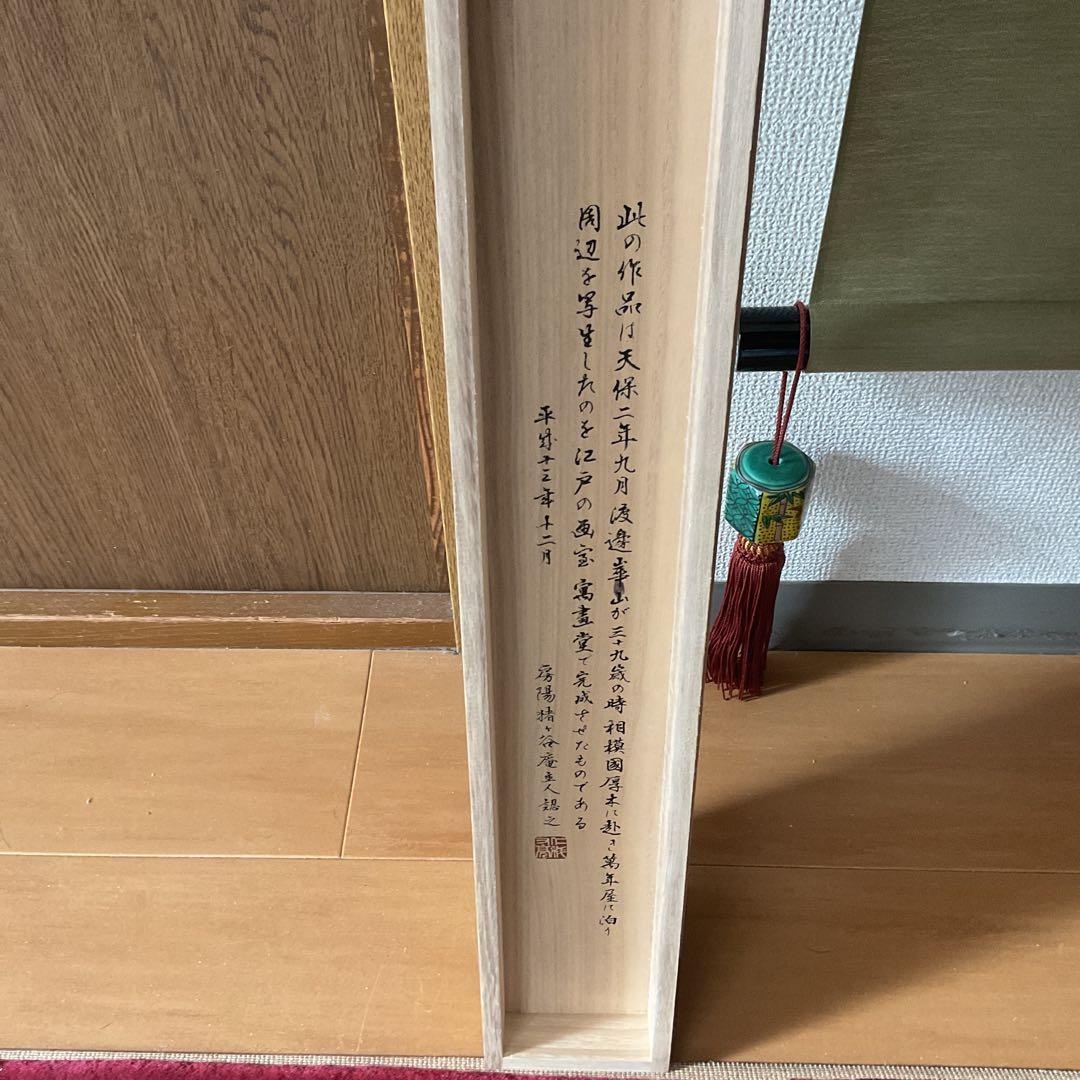 此の作品は天保二年九月渡邊崋山が三十九歳の時相模國厚木に赴き萬年屋に泊り
周辺を写生したのを江戸の画室寓畫堂で完成させたものである
平成十三年十二月
房陽猪ヶ谷庵主人誌之